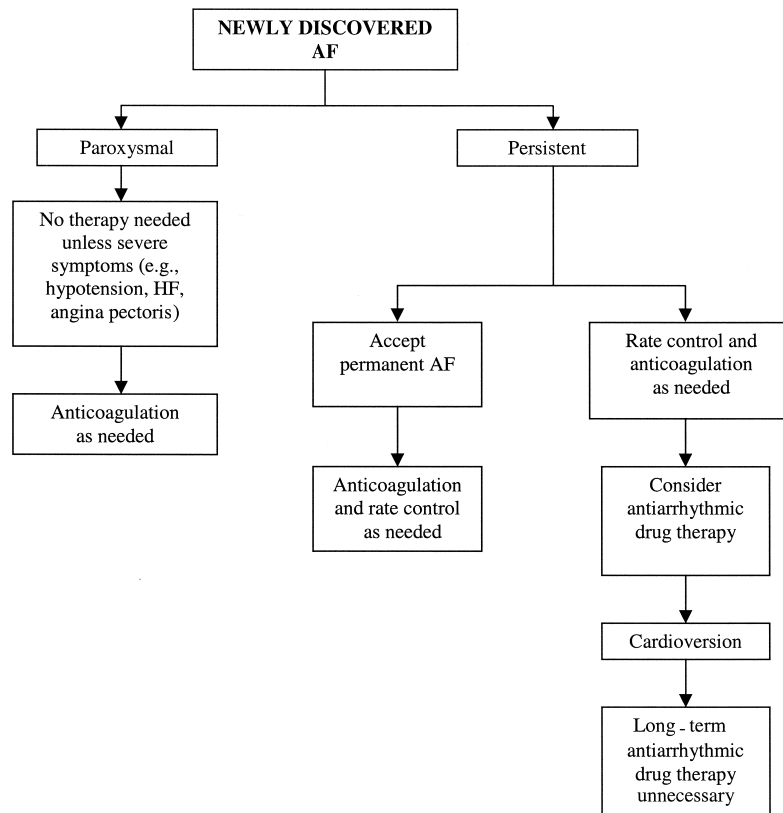 NEWLY DISCOVERED
AF
Paroxysmal
Persistent
No therapy needed
unless severe
symptoms (e.g.,
hypotension, HF,
angina pectoris)
Anticoagulation
as needed
Accept
permanent AF
Anticoagulation
and rate control
as needed
Rate control and
anticoagulation
as needed
Consider
antiarrhythmic
drug therapy
Cardioversion
Long-term
antiarrhythmic
drug therapy
unnecessary